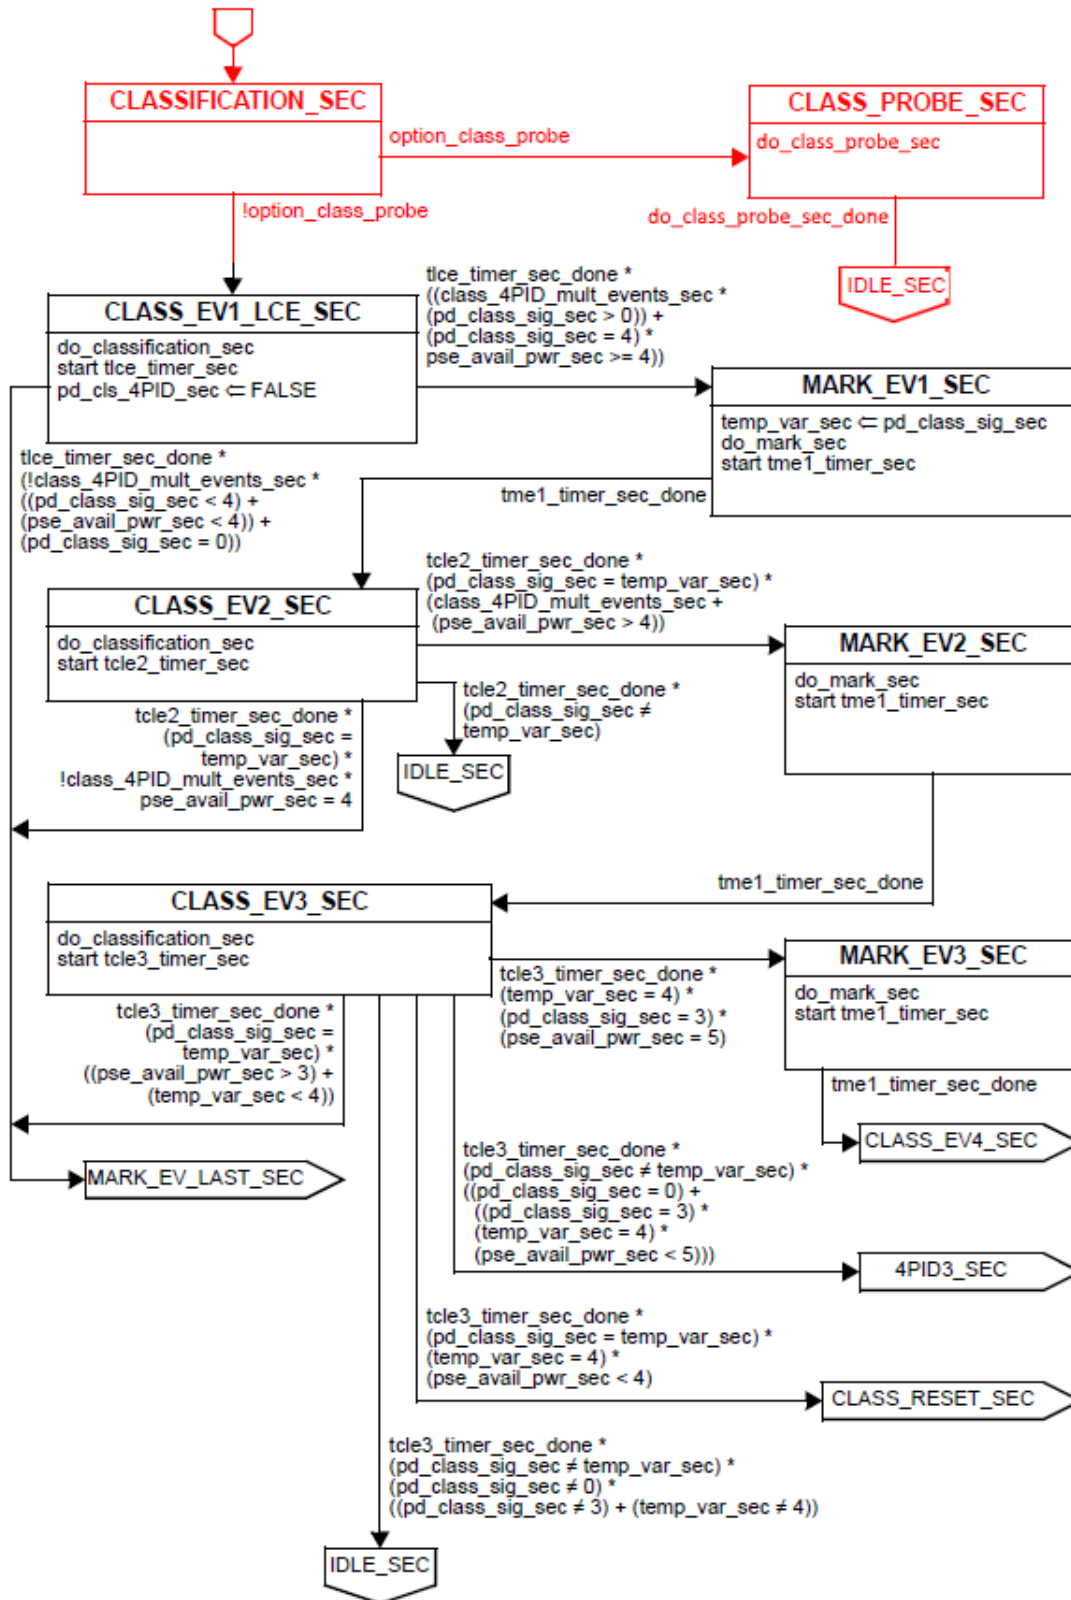 CLASSIFICATION_SEC
CLASS_PROBE_SEC
option_class_probe
do_class_probe_sec
!option_class_probe
do_class_probe_sec_done
IDLE_SEC
tlce_timer_sec_done *
((class_4PID_mult_events_sec *
(pd_class_sig_sec > 0)) +
(pd_class_sig_sec = 4) *
pse_avail_pwr_sec >= 4))
CLASS_EV1_LCE_SEC
do_classification_sec
start tlce_timer_sec
pd_cls_4PID_sec ⇐ FALSE
MARK_EV1_SEC
temp_var_sec ⇐ pd_class_sig_sec
do_mark_sec
start tme1_timer_sec
tlce_timer_sec_done *
(!class_4PID_mult_events_sec *
((pd_class_sig_sec < 4) +
(pse_avail_pwr_sec < 4)) +
(pd_class_sig_sec = 0))
tme1_timer_sec_done
tcle2_timer_sec_done *
(pd_class_sig_sec = temp_var_sec) *
(class_4PID_mult_events_sec +
(pse_avail_pwr_sec > 4))
CLASS_EV2_SEC
do_classification_sec
start tcle2_timer_sec
MARK_EV2_SEC
do_mark_sec
start tme1_timer_sec
tcle2_timer_sec_done *
(pd_class_sig_sec ≠
temp_var_sec)
IDLE_SEC
tcle2_timer_sec_done *
(pd_class_sig_sec =
temp_var_sec) *
!class_4PID_mult_events_sec *
pse_avail_pwr_sec = 4
tme1_timer_sec_done
CLASS_EV3_SEC
do_classification_sec
start tcle3_timer_sec
MARK_EV3_SEC
do_mark_sec
start tme1_timer_sec
tcle3_timer_sec_done *
(temp_var_sec = 4) *
(pd_class_sig_sec = 3) *
(pse_avail_pwr_sec = 5)
tcle3_timer_sec_done *
(pd_class_sig_sec =
temp_var_sec) *
((pse_avail_pwr_sec > 3) +
(temp_var_sec < 4))
tme1_timer_sec_done
CLASS_EV4_SEC
MARK_EV_LAST_SEC
tcle3_timer_sec_done *
(pd_class_sig_sec ≠ temp_var_sec) *
((pd_class_sig_sec = 0) +
((pd_class_sig_sec = 3) *
(temp_var_sec = 4) *
(pse_avail_pwr_sec < 5)))
4PID3_SEC
tcle3_timer_sec_done *
(pd_class_sig_sec = temp_var_sec) *
(temp_var_sec = 4) *
(pse_avail_pwr_sec < 4)
CLASS_RESET_SEC
tcle3_timer_sec_done *
(pd_class_sig_sec ≠ temp_var_sec) *
(pd_class_sig_sec ≠ 0) *
((pd_class_sig_sec ≠ 3) + (temp_var_sec ≠ 4))
IDLE_SEC